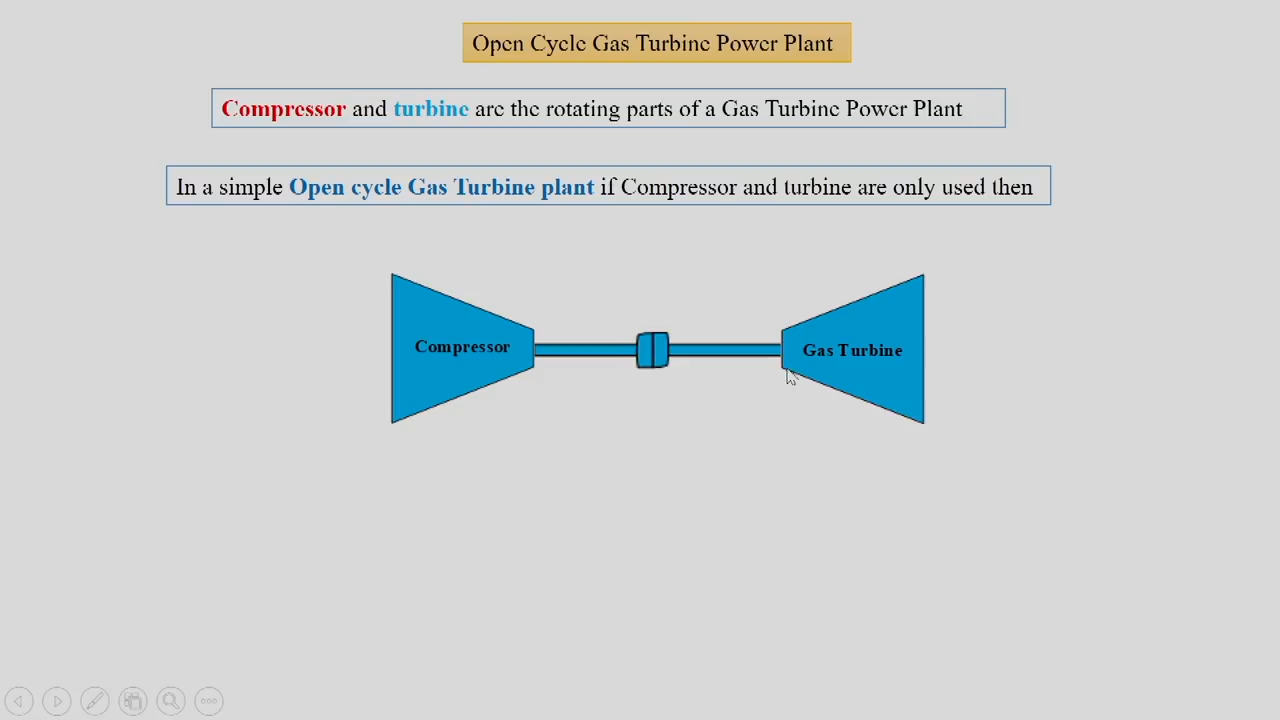 Open Cycle Gas Turbine Power Plant
Compressor and turbine are the rotating parts of a Gas Turbine Power Plant
In a simple Open cycle Gas Turbine plant if Compressor and turbine are only used then
Compressor
Gas Turbine